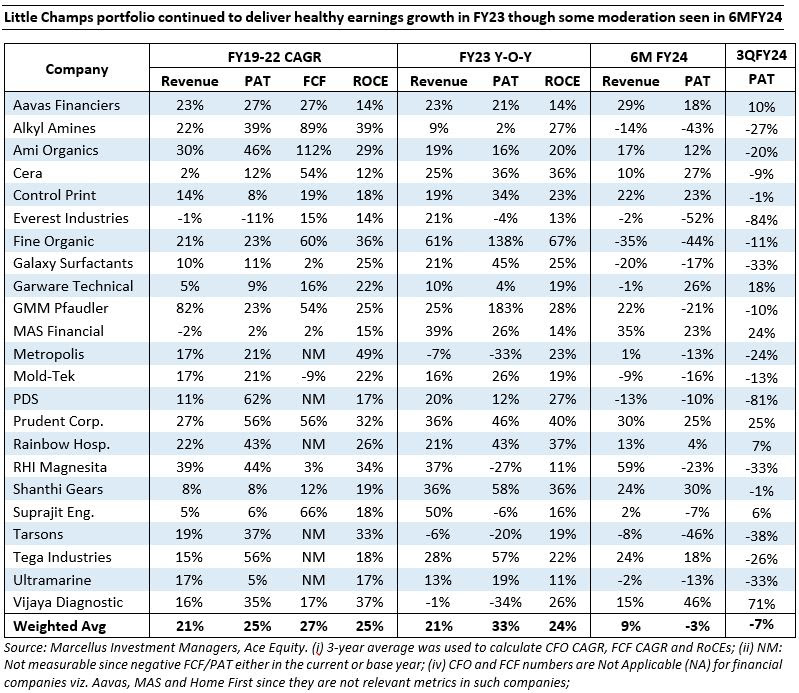 Little Champs portfolio continued to deliver healthy earnings growth in FY23 though some moderation seen in 6MFY24
Company FY19-22 CAGR FY23 Y-O-Y 6M FY24 3QFY24
Revenue PAT FCF ROCE Revenue PAT ROCE Revenue PAT PAT
Aavas Financiers 23% 27% 27% 14% 23% 21% 14% 29% 18% 10%
Alkyl Amines 22% 39% 89% 39% 9% 2% 27% -14% -43% -27%
Ami Organics 30% 46% 112% 29% 19% 16% 20% 17% 12% -20%
Cera 2% 12% 54% 12% 25% 36% 36% 10% 27% -9%
Control Print 14% 8% 19% 18% 19% 34% 23% 22% 23% -1%
Everest Industries -1% -11% 15% 14% 21% -4% 13% -2% -52% -84%
Fine Organic 21% 23% 60% 36% 61% 138% 67% -35% -44% -11%
Galaxy Surfactants 10% 11% 2% 25% 21% 45% 25% -20% -17% -33%
Garware Technical 5% 9% 16% 22% 10% 4% 19% -1% 26% 18%
GMM Pfaudler 82% 23% 54% 25% 25% 183% 28% 22% -21% -10%
MAS Financial -2% 2% 2% 15% 39% 26% 14% 35% 23% 24%
Metropolis 17% 21% NM 49% -7% -33% 23% 1% -13% -24%
Mold-Tek 17% 21% -9% 22% 16% 26% 19% -9% -16% -13%
PDS 11% 62% NM 25% 20% 12% 27% -13% -10% -81%
Prudent Corp. 27% 56% 56% 32% 36% 46% 40% 30% 25% 25%
Rainbow Hosp. 22% 43% NM 26% 21% 43% 37% 13% 4% 7%
RHI Magnesita 39% 44% 3% 34% 37% -27% 11% 59% -23% -33%
Shanthi Gears 8% 8% 12% 19% 36% 58% 36% 24% 30% -1%
Suprajit Eng. 5% 6% 66% 18% 50% -6% 16% 2% -7% 6%
Tarsons 19% 37% NM 33% -6% -20% 19% -8% -46% -38%
Tega Industries 15% 56% NM 18% 28% 57% 22% 24% 18% -26%
Ultramarine 17% 5% NM 17% 13% 19% 11% -2% -13% -33%
Vijaya Diagnostic 16% 35% 17% 37% -1% -34% 26% 15% 46% 71%
Weighted Avg 21% 25% 27% 25% 21% 33% 24% 9% -3% -7%
Source: Marcellus Investment Managers, Ace Equity. (i) 3-year average was used to calculate CFO CAGR, FCF CAGR and RoCEs; (ii) NM:
Not measurable since negative FCF/PAT either in the current or base year; (iv) CFO and FCF numbers are Not Applicable (NA) for financial
companies viz. Aavas, MAS and Home First since they are not relevant metrics in such companies;